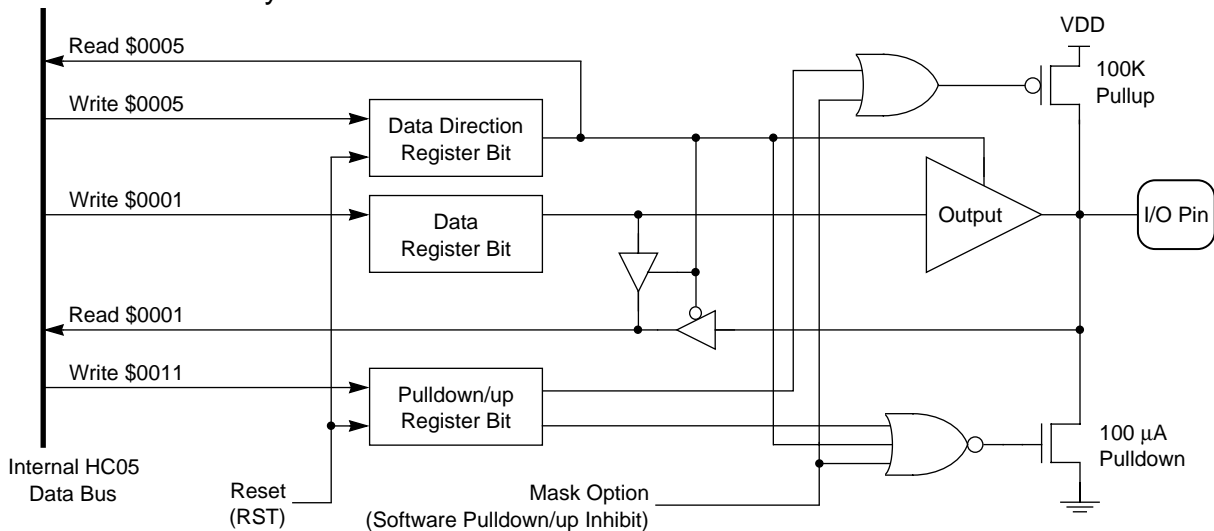 VDD
Read $0005
100K
Pullup
Write $0005
Data Direction
Register Bit
Write $0001
Data
Register Bit
Output
I/O Pin
Read $0001
Write $0011
Pulldown/up
Register Bit
100 µA
Pulldown
Internal HC05
Data Bus
Reset
(RST)
Mask Option
(Software Pulldown/up Inhibit)